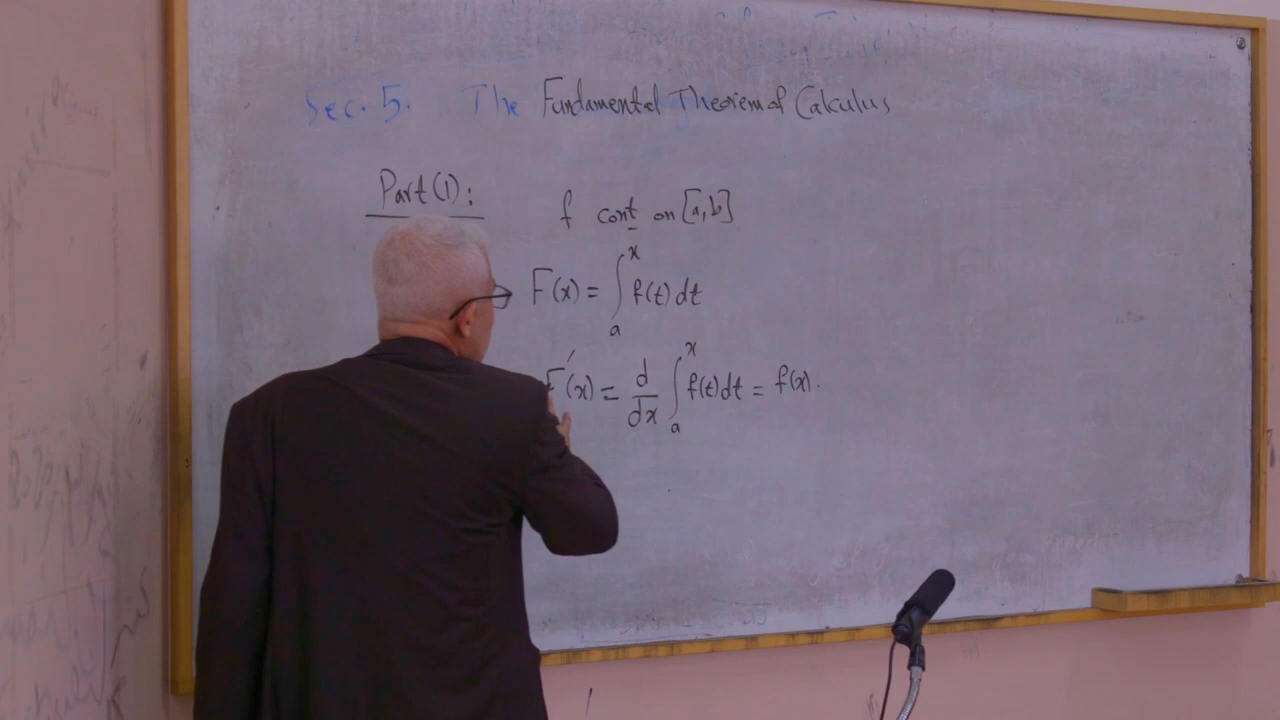 Sec. 5. The Fundamental Theorem of Calculus
Part (1): f cont on [a,b]
F(x) = ∫ₐˣ f(t) dt
F′(x) = d/dx ∫ₐˣ f(t)dt = f(x).